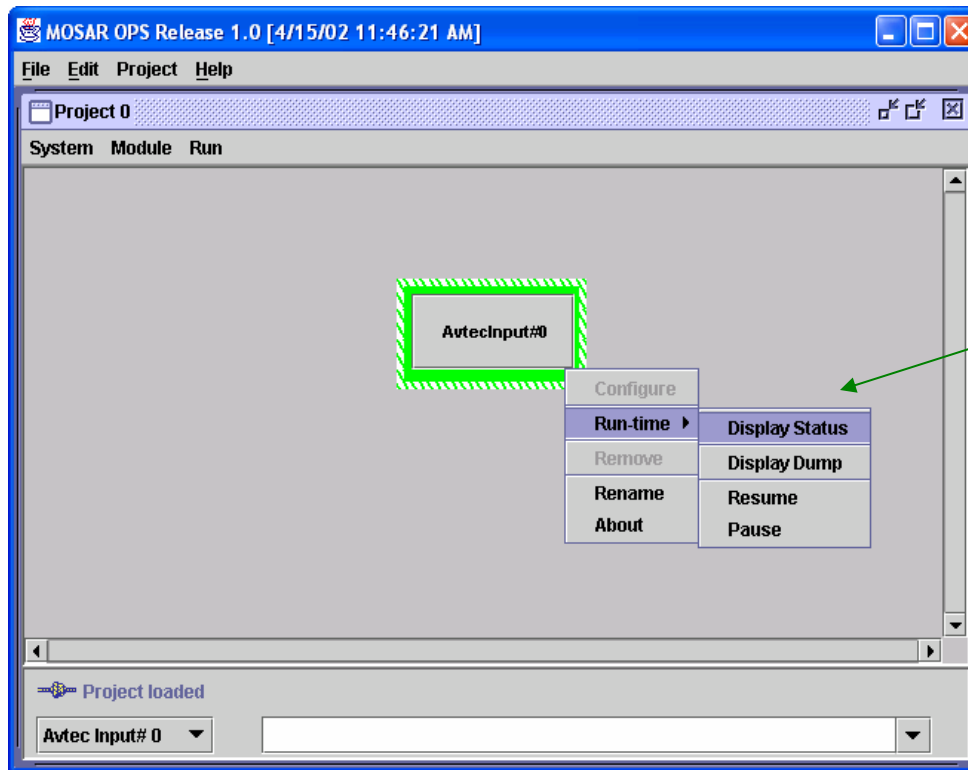 MOSAR OPS Release 1.0 [4/15/02 11:46:21 AM]
File Edit Project Help
Project 0
System Module Run
AvtecInput#0
Configure
Run-time
Remove
Rename
About
Display Status
Display Dump
Resume
Pause
Project loaded
Avtec Input# 0